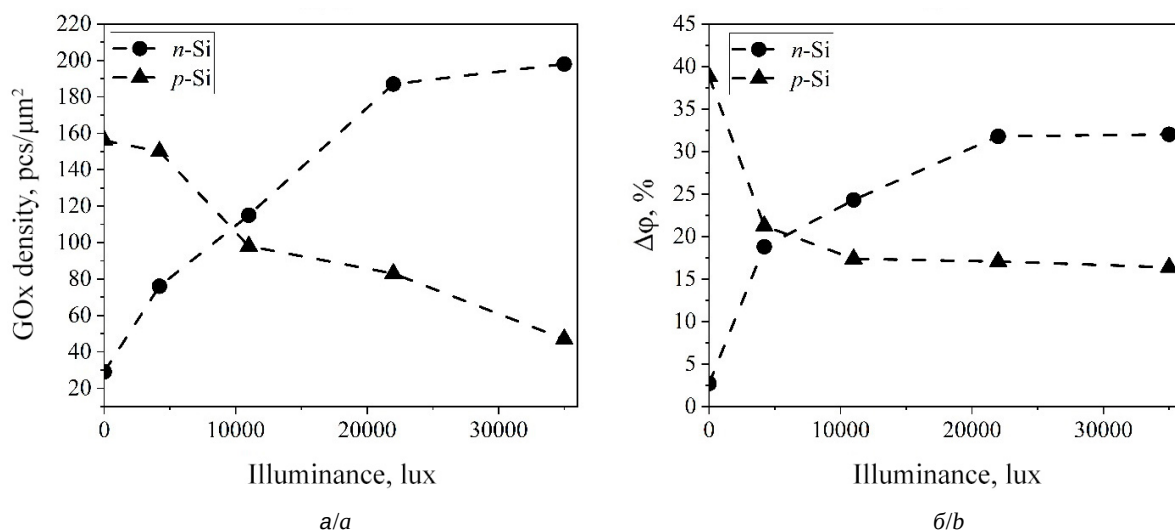 GOx density, pcs/μm²
220
200
180
160
140
120
100
80
60
40
20
n-Si
p-Si
0
10000
20000
30000
Illuminance, lux
а/a
Δφ, %
45
40
35
30
25
20
15
10
5
0
n-Si
p-Si
0
10000
20000
30000
Illuminance, lux
б/b